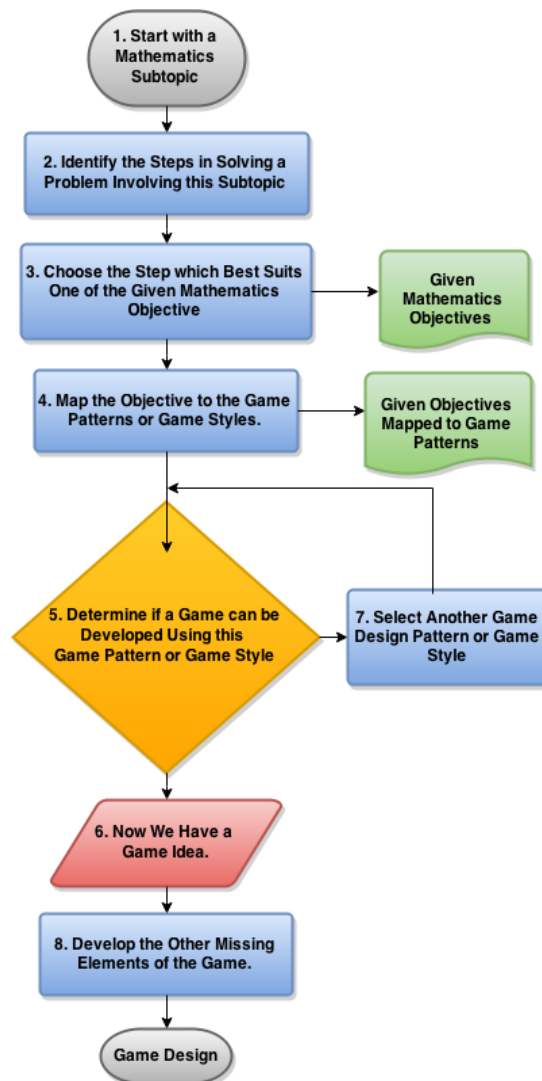 1. Start with a
Mathematics
Subtopic
2. Identify the Steps in Solving a
Problem Involving this Subtopic
3. Choose the Step which Best Suits
One of the Given Mathematics
Objective
Given
Mathematics
Objectives
4. Map the Objective to the Game
Patterns or Game Styles.
Given Objectives
Mapped to Game
Patterns
5. Determine if a Game can be
Developed Using this
Game Pattern or Game Style
7. Select Another Game
Design Pattern or Game
Style
6. Now We Have a
Game Idea.
8. Develop the Other Missing
Elements of the Game.
Game Design